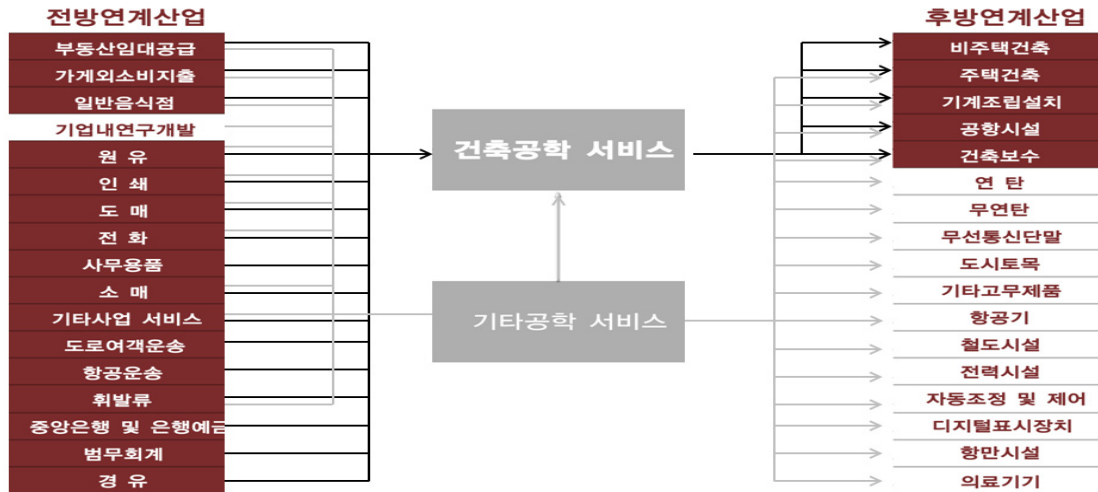 전방연계산업
부동산임대공급
가게외소비지출
일반음식점
기업내연구개발
원 유
인 쇄
도 매
전 화
사무용품
소 매
기타사업 서비스
도로여객운송
항공운송
휘발류
중앙은행 및 은행예금
범무회계
경 유
건축공학 서비스
기타공학 서비스
후방연계산업
비주택건축
주택건축
기계조립설치
공항시설
건축보수
연 탄
무연탄
무선통신단말
도시토목
기타고무제품
항공기
철도시설
전력시설
자동조정 및 제어
디지털표시장치
항만시설
의료기기